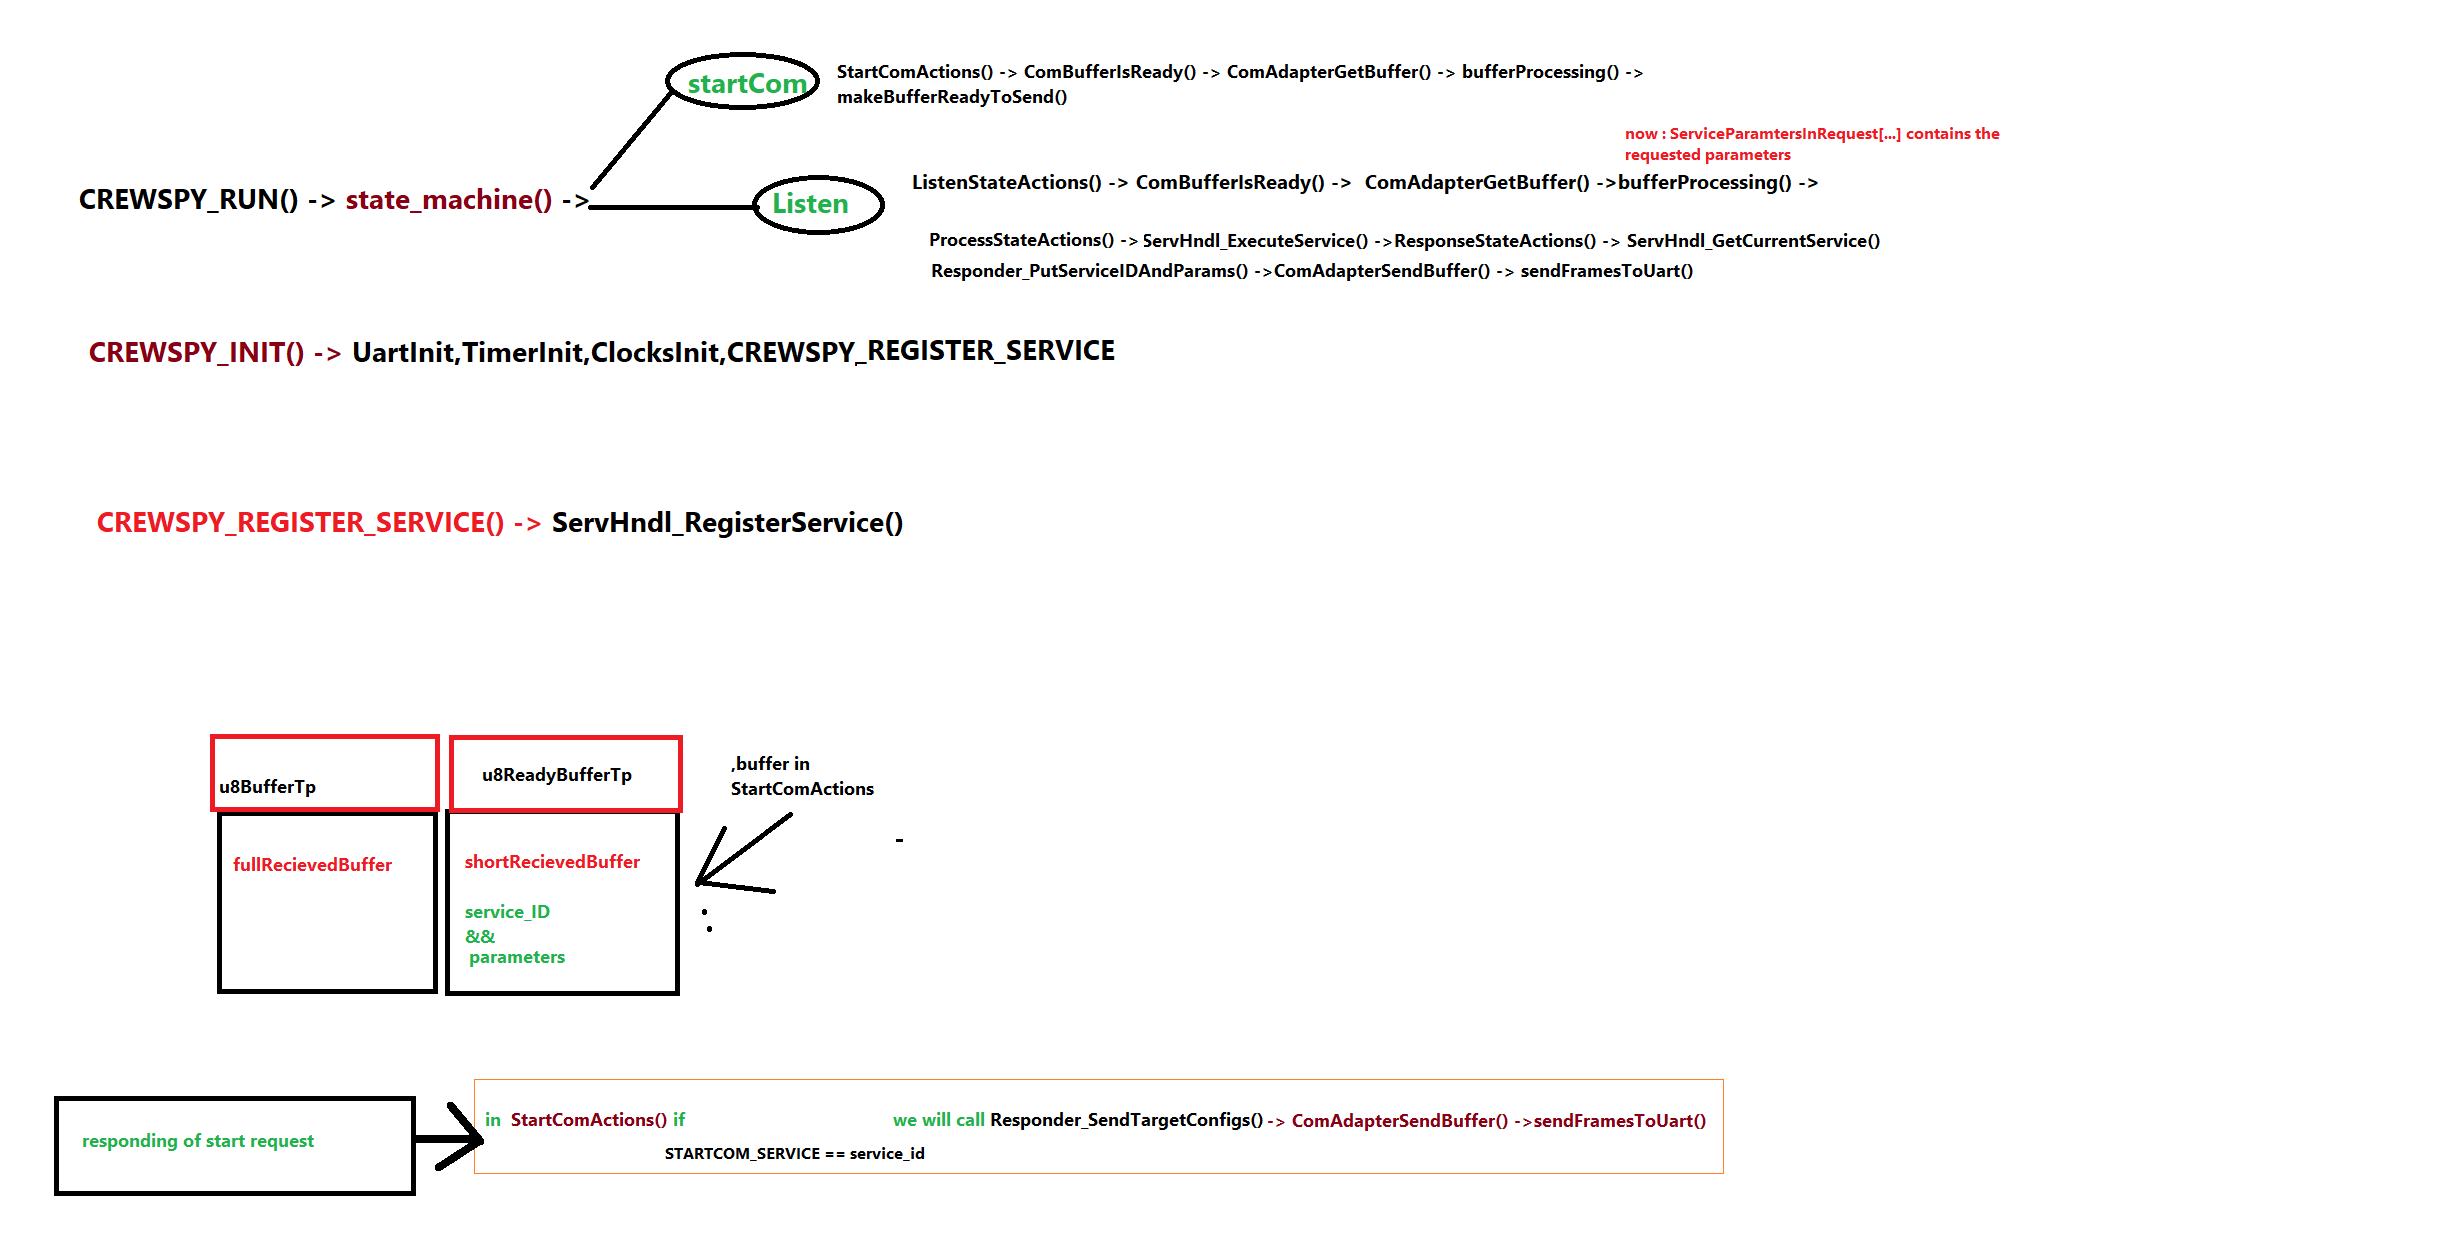 startCom
StartComActions() -> ComBufferIsReady() -> ComAdapterGetBuffer() -> bufferProcessing() ->
makeBufferReadyToSend()
now : ServiceParamtersInRequest[...] contains the
requested parameters
CREWSPY_RUN() -> state_machine() ->
Listen
ListenStateActions() -> ComBufferIsReady() -> ComAdapterGetBuffer() ->bufferProcessing() ->
ProcessStateActions() -> ServHndl_ExecuteService() ->ResponseStateActions() -> ServHndl_GetCurrentService()
Responder_PutServiceIDAndParams() ->ComAdapterSendBuffer() -> sendFramesToUart()
CREWSPY_INIT() -> UartInit,TimerInit,ClocksInit,CREWSPY_REGISTER_SERVICE
CREWSPY_REGISTER_SERVICE() -> ServHndl_RegisterService()
u8BufferTp
u8ReadyBufferTp
,buffer in
StartComActions
fullRecievedBuffer
shortRecievedBuffer
service_ID
&&
parameters
responding of start request
in StartComActions() if we will call Responder_SendTargetConfigs() -> ComAdapterSendBuffer() ->sendFramesToUart()
STARTCOM_SERVICE == service_id